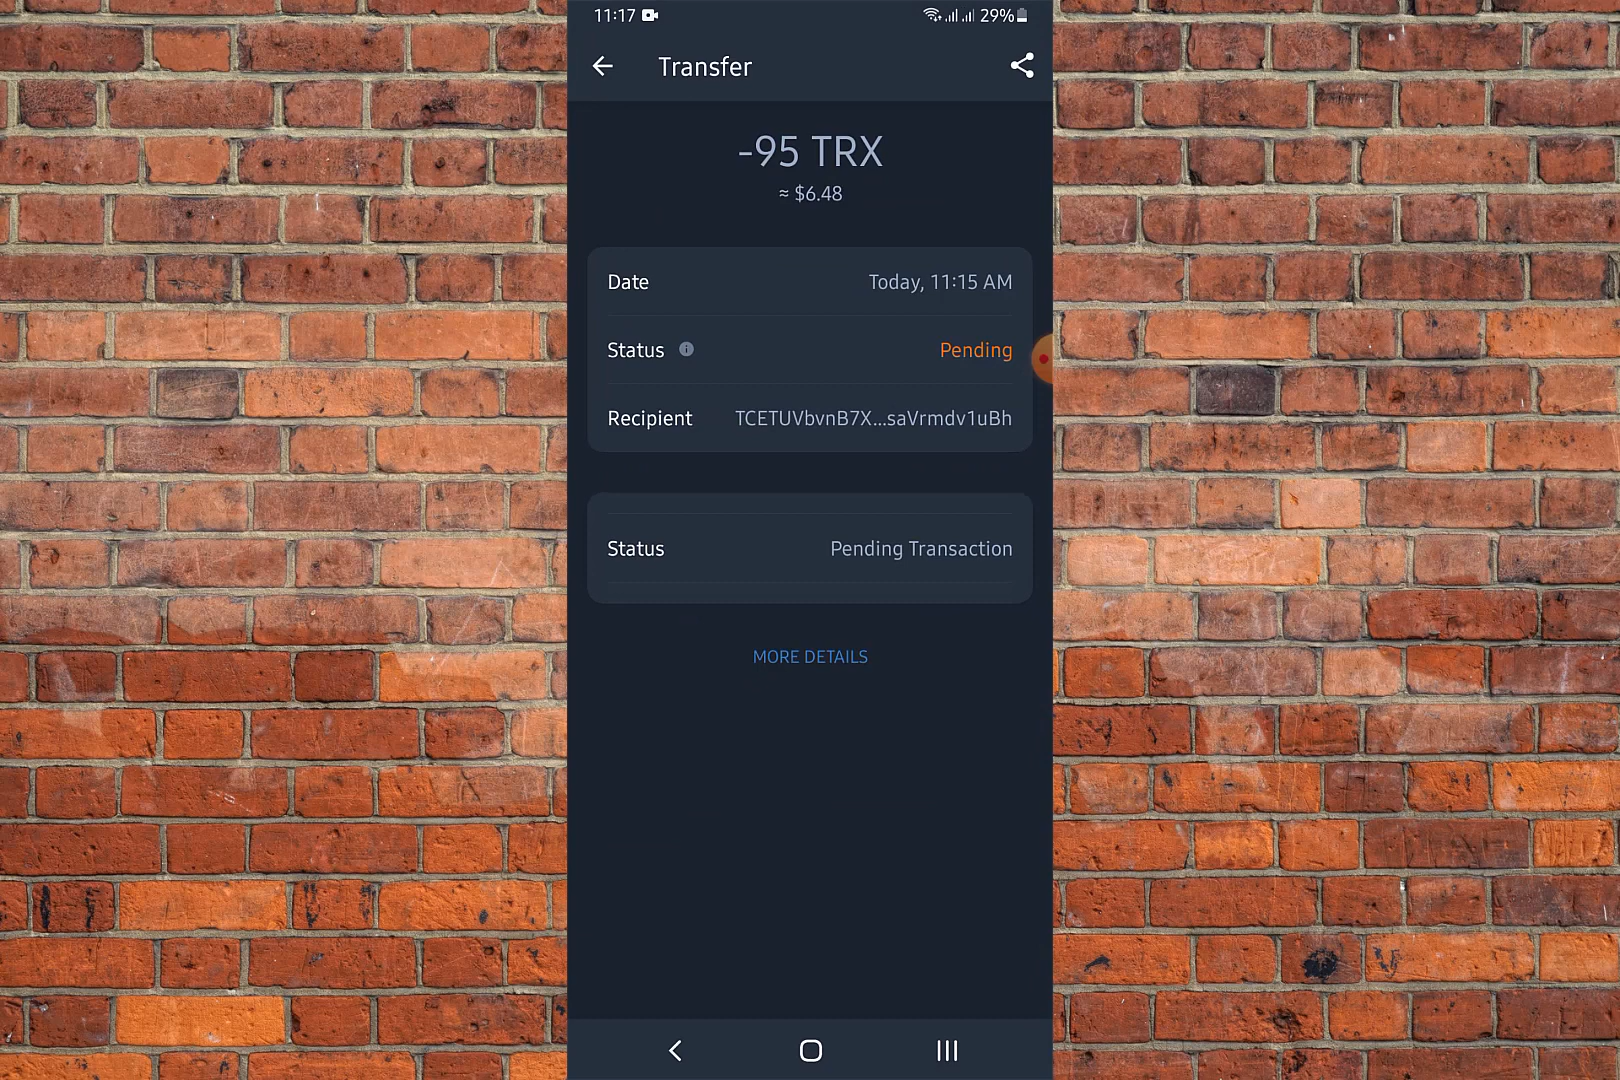 11:17 29%
Transfer
-95 TRX
≈ $6.48
Date Today, 11:15 AM
Status Pending
Recipient TCETUVbvnB7X...saVrmdv1uBh
Status Pending Transaction
MORE DETAILS